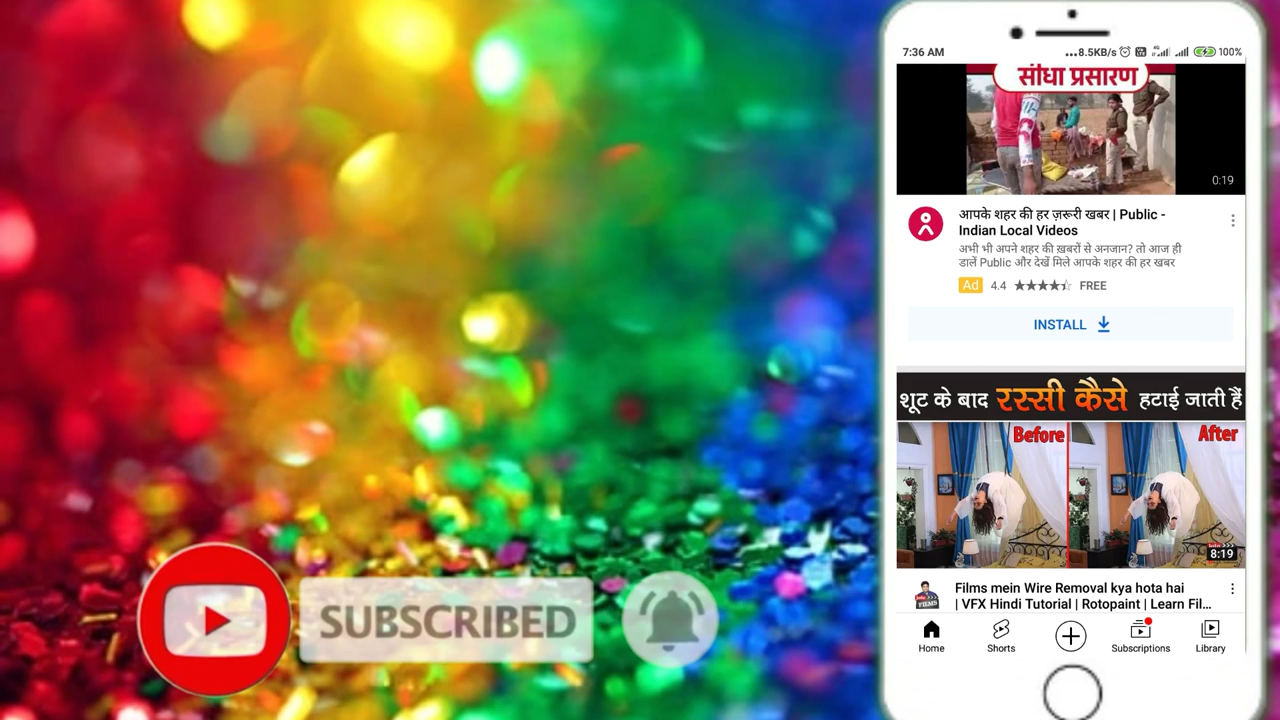 7:36 AM
...8.5KB/s
4G
100%
सीधा प्रसारण
0:19
आपके शहर की हर ज़रूरी खबर | Public -
Indian Local Videos
अभी भी अपने शहर की ख़बरों से अनजान? तो आज ही
डालें Public और देखें मिले आपके शहर की हर खबर
Ad 4.4 FREE
INSTALL
शूट के बाद रस्सी कैसे हटाई जाती हैं
Before
After
8:19
FILMS
Films mein Wire Removal kya hota hai
| VFX Hindi Tutorial | Rotopaint | Learn Fil...
Home
Shorts
Subscriptions
Library
SUBSCRIBED